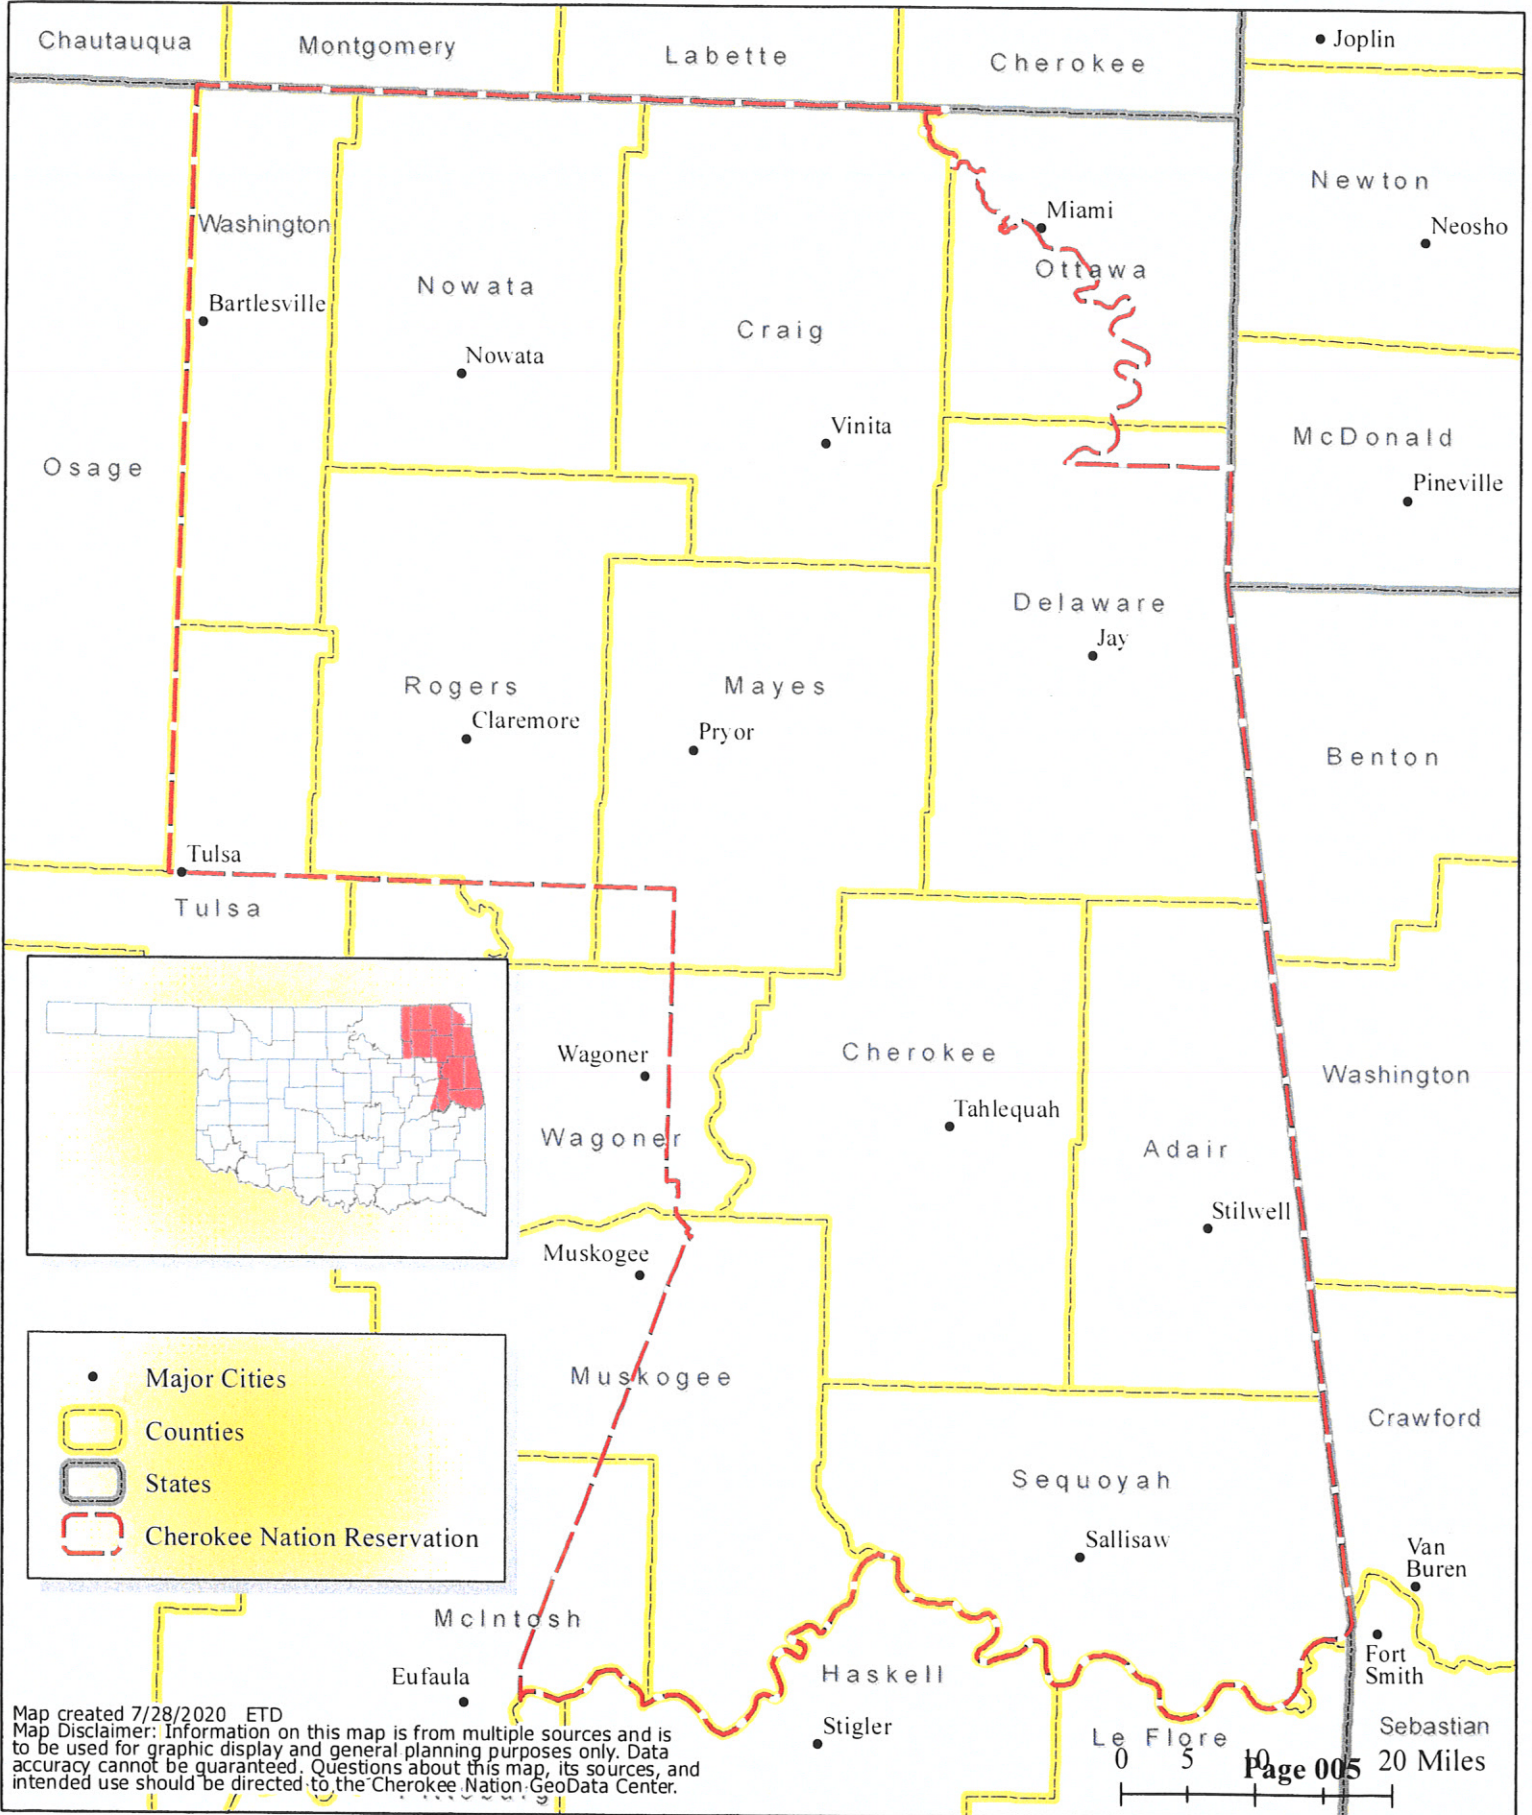 Chautauqua
Montgomery
Labette
Cherokee
Joplin
Newton
Neosho
Washington
Miami
Ottawa
Bartlesville
Nowata
Nowata
Craig
Vinita
McDonald
Osage
Pineville
Delaware
Jay
Rogers
Claremore
Mayes
Pryor
Benton
Tulsa
Tulsa
Wagoner
Cherokee
Washington
Tahlequah
Wagoner
Adair
Stilwell
Muskogee
Muskogee
Major Cities
Counties
States
Cherokee Nation Reservation
Crawford
Sequoyah
Sallisaw
Van
Buren
McIntosh
Eufaula
Haskell
Fort
Smith
Stigler
Le Flore
Sebastian
Map created 7/28/2020 ETD
Map Disclaimer: Information on this map is from multiple sources and is
to be used for graphic display and general planning purposes only. Data
accuracy cannot be guaranteed. Questions about this map, its sources, and
intended use should be directed to the Cherokee Nation GeoData Center.
0 5 10 20 Miles
Page 005